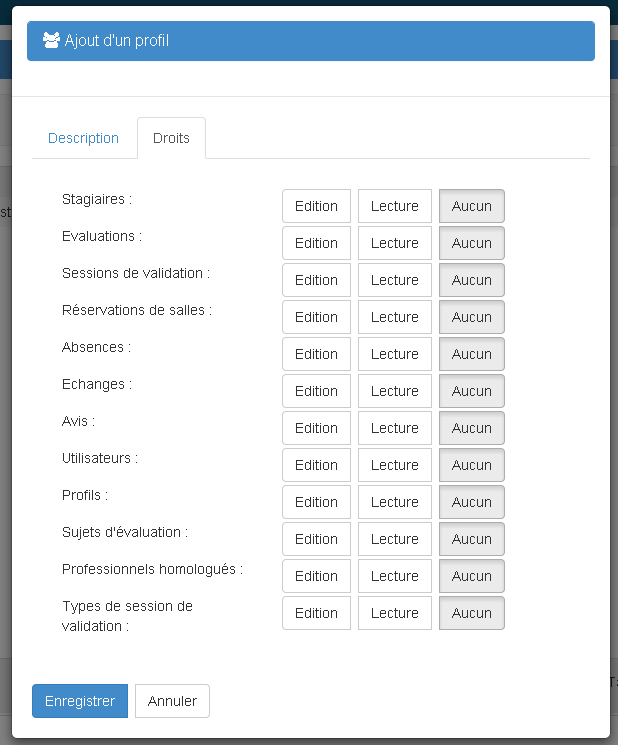 Ajout d'un profil
Description Droits
Stagiaires : Edition Lecture Aucun
Evaluations : Edition Lecture Aucun
Sessions de validation : Edition Lecture Aucun
Réservations de salles : Edition Lecture Aucun
Absences : Edition Lecture Aucun
Echanges : Edition Lecture Aucun
Avis : Edition Lecture Aucun
Utilisateurs : Edition Lecture Aucun
Profils : Edition Lecture Aucun
Sujets d'évaluation : Edition Lecture Aucun
Professionnels homologués : Edition Lecture Aucun
Types de session de Edition Lecture Aucun
validation :
Enregistrer Annuler